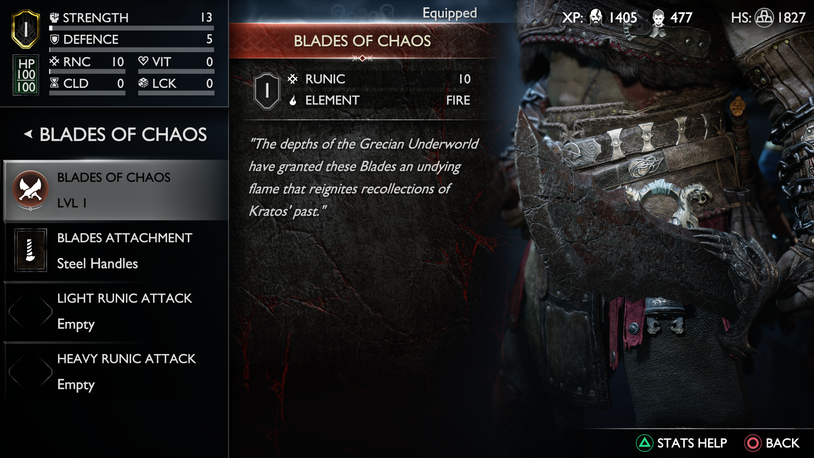 I
STRENGTH 13
DEFENCE 5
HP 100 100
RNC 10 VIT 0
CLD 0 LCK 0
BLADES OF CHAOS
BLADES OF CHAOS
LVL 1
BLADES ATTACHMENT
Steel Handles
LIGHT RUNIC ATTACK
Empty
HEAVY RUNIC ATTACK
Empty
Equipped
BLADES OF CHAOS
I
RUNIC 10
ELEMENT FIRE
"The depths of the Grecian Underworld
have granted these Blades an undying
flame that reignites recollections of
Kratos' past."
XP: 1405 477 HS: 1827
STATS HELP BACK